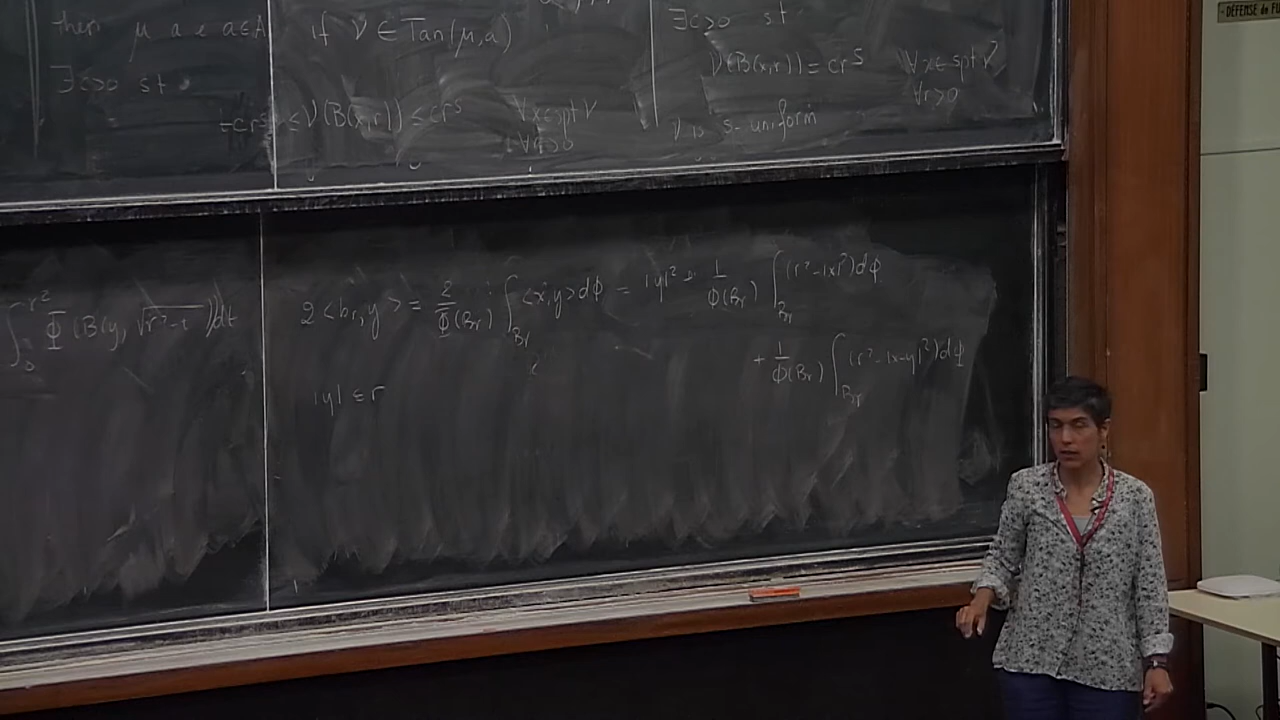 then μ a e a∈A
∃c>0 st
if ν ∈ Tan(μ,a)
cr^s ≤ ν(B(x,r)) ≤ cr^s ∀x∈spt ν
∀r>0
∃c>0 st
ν(B(x,r)) = cr^s ∀x∈spt ν
∀r>0
ν is s-uniform
∫_0^{r^2} Φ(B(y, √(r^2-t)))dt
2<b_r, y> = 2/Φ(B_r) ∫_{B_r} <x,y>dΦ = |y|^2 - 1/Φ(B_r) ∫_{B_r} (r^2-|x|^2)dΦ
+ 1/Φ(B_r) ∫_{B_r} (r^2-|x-y|^2)dΦ
|y| ≤ r
DÉFENSE de FU